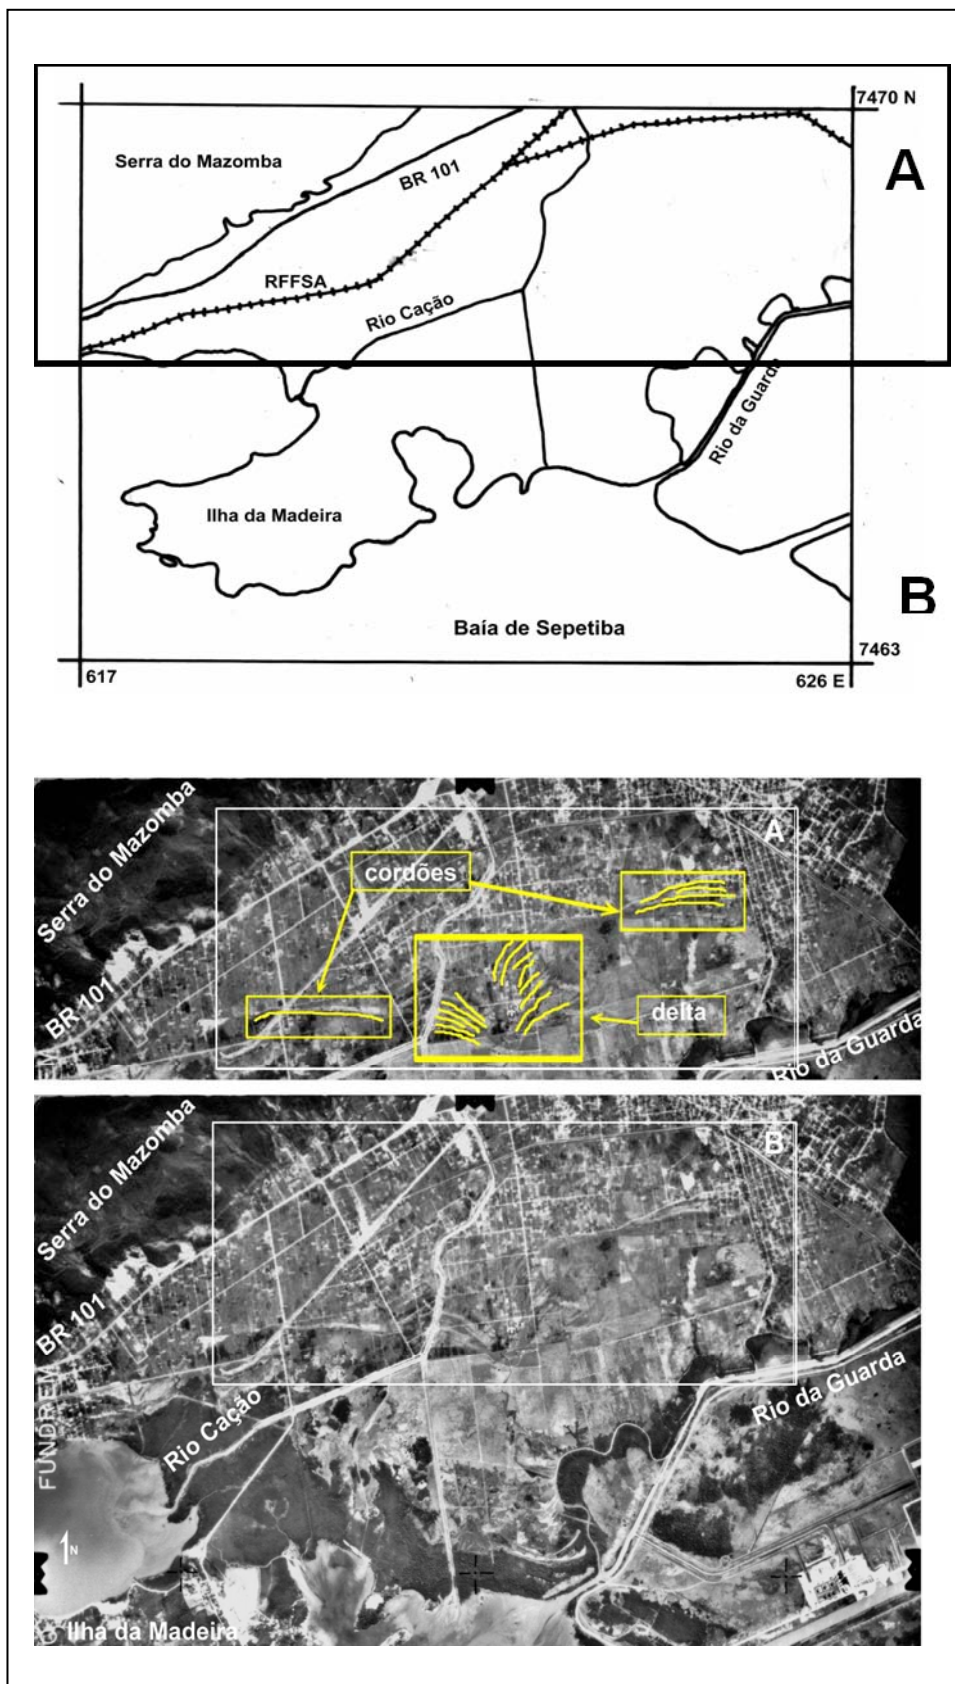 7470 N
Serra do Mazomba
BR 101
A
RFFSA
Rio Cação
Rio da Guarda
Ilha da Madeira
B
Baía de Sepetiba
617
7463
626 E
Serra do Mazomba
A
cordões
BR 101
delta
Rio da Guarda
Serra do Mazomba
B
BR 101
FUNDREM
Rio Cação
Rio da Guarda
N
Ilha da Madeira